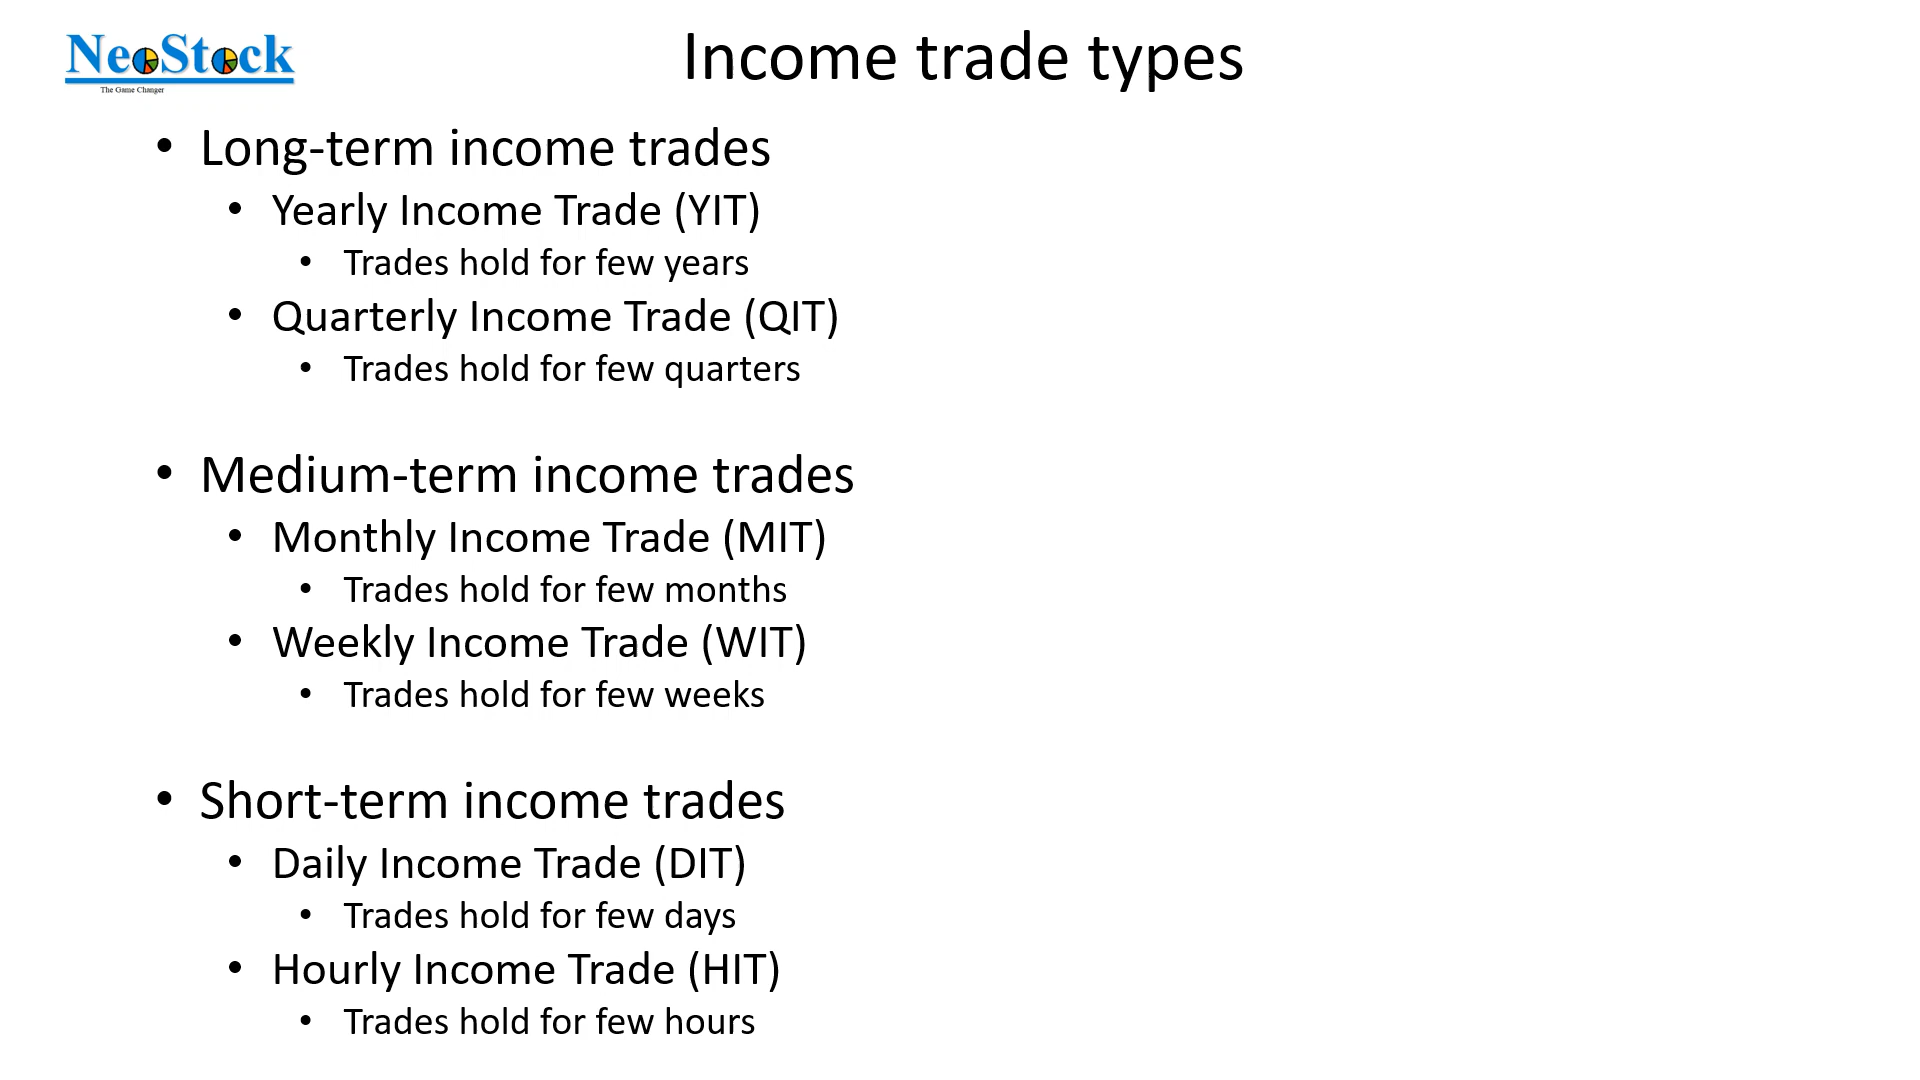 NeoStock
The Game Changer
Income trade types
• Long-term income trades
• Yearly Income Trade (YIT)
• Trades hold for few years
• Quarterly Income Trade (QIT)
• Trades hold for few quarters
• Medium-term income trades
• Monthly Income Trade (MIT)
• Trades hold for few months
• Weekly Income Trade (WIT)
• Trades hold for few weeks
• Short-term income trades
• Daily Income Trade (DIT)
• Trades hold for few days
• Hourly Income Trade (HIT)
• Trades hold for few hours